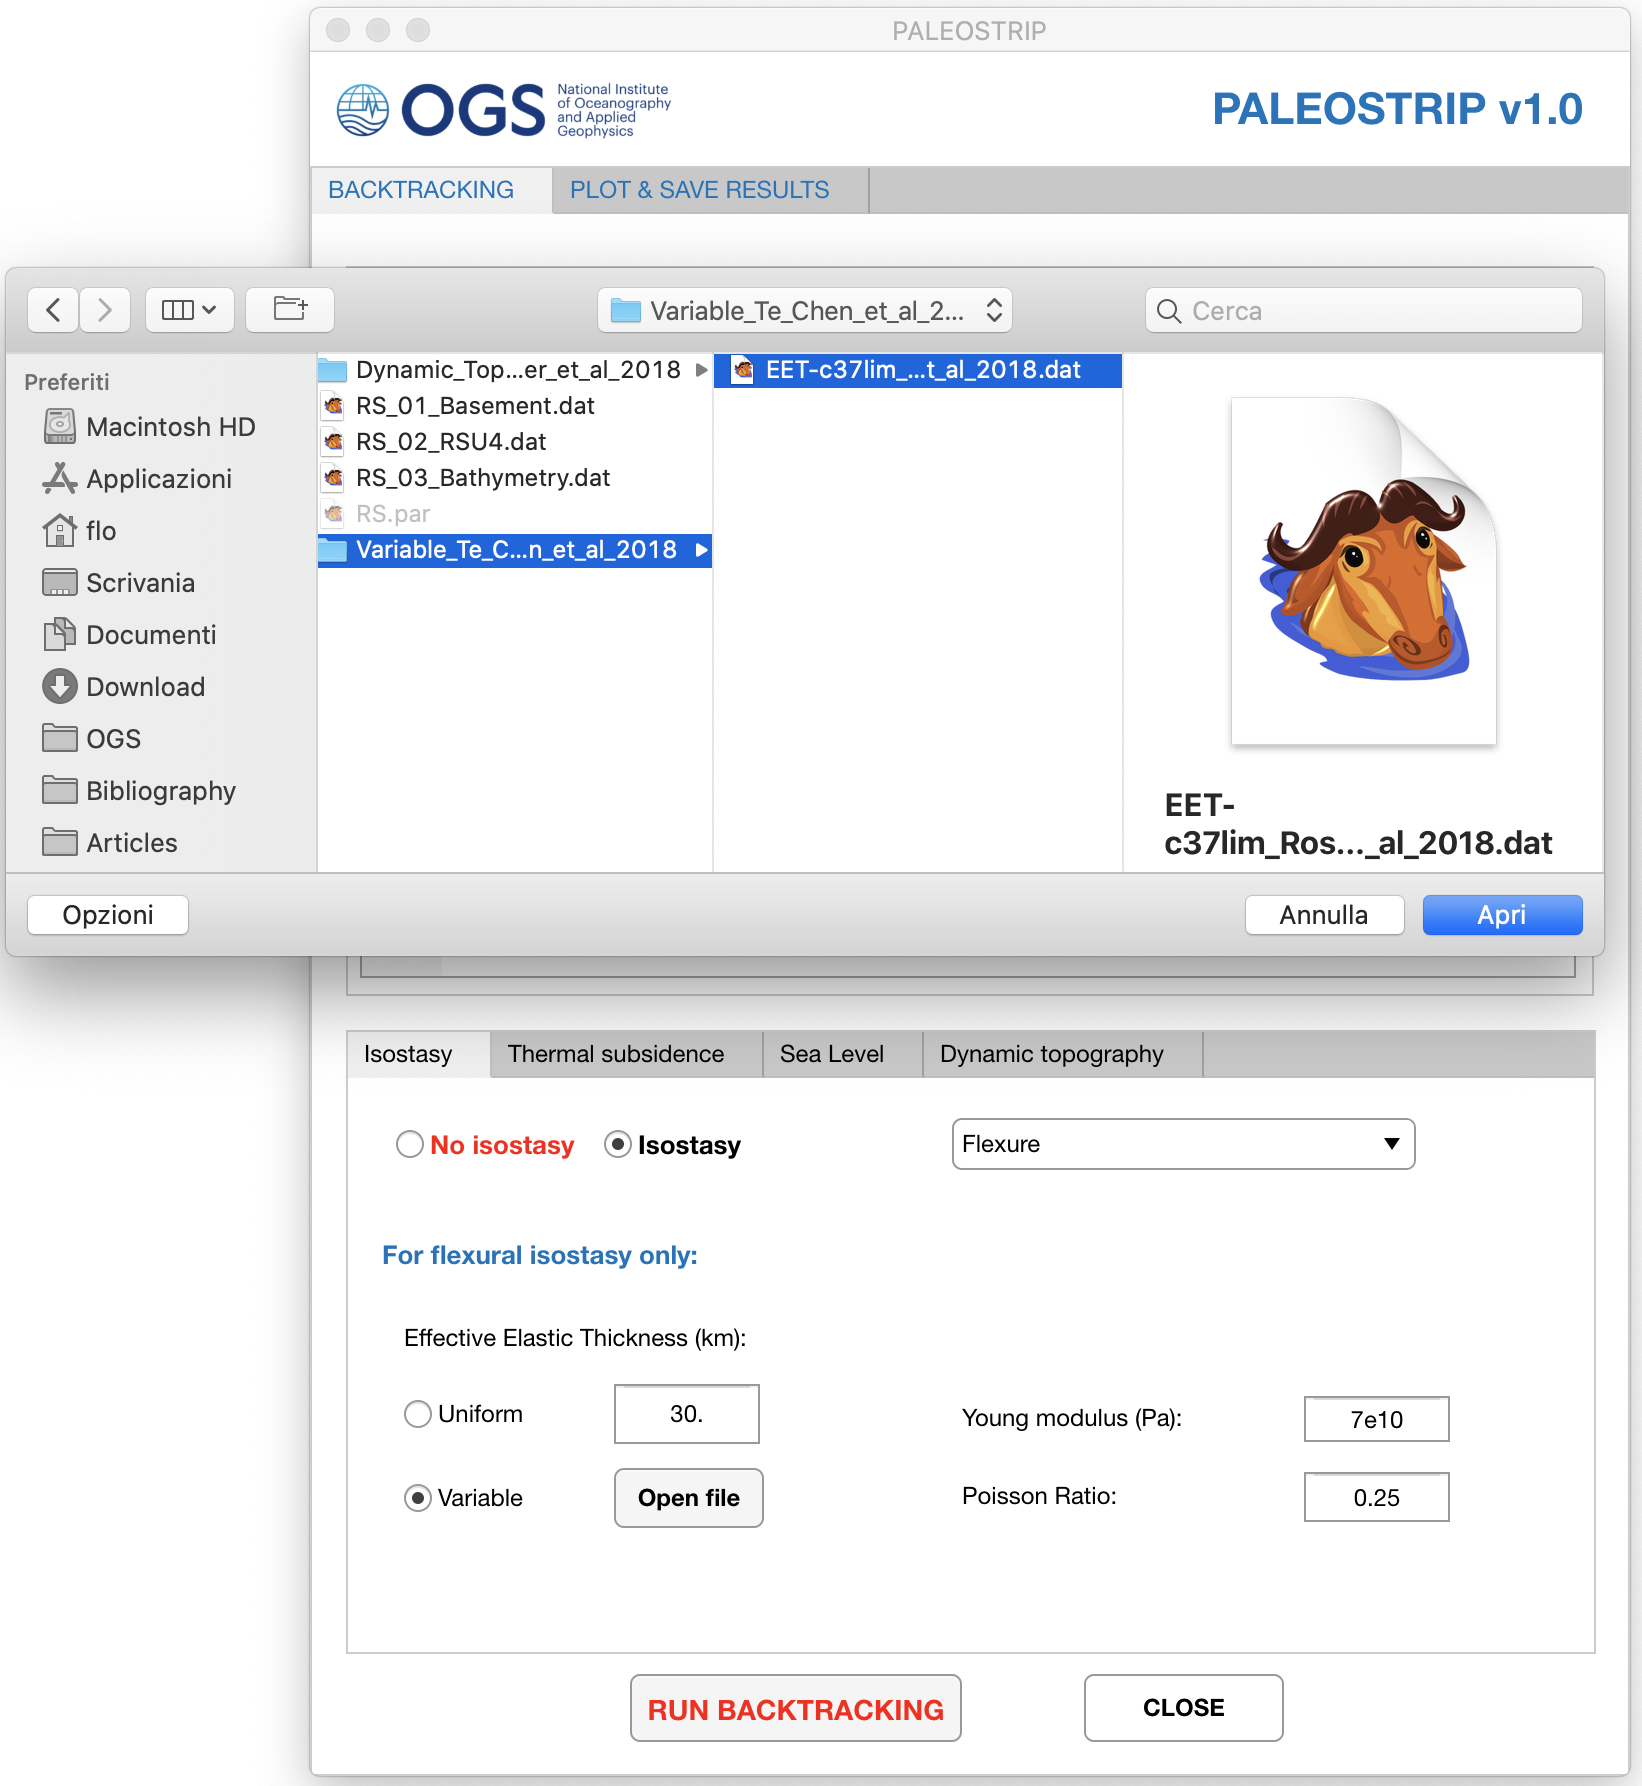 PALEOSTRIP
OGS
National Institute
of Oceanography
and Applied
Geophysics
PALEOSTRIP v1.0
BACKTRACKING
PLOT & SAVE RESULTS
Variable_Te_Chen_et_al_2...
Cerca
Preferiti
Macintosh HD
Applicazioni
flo
Scrivania
Documenti
Download
OGS
Bibliography
Articles
Dynamic_Top...er_et_al_2018
RS_01_Basement.dat
RS_02_RSU4.dat
RS_03_Bathymetry.dat
RS.par
Variable_Te_C...n_et_al_2018
EET-c37lim_...t_al_2018.dat
EET-
c37lim_Ros..._al_2018.dat
Opzioni
Annulla
Apri
Isostasy
Thermal subsidence
Sea Level
Dynamic topography
No isostasy
Isostasy
Flexure
For flexural isostasy only:
Effective Elastic Thickness (km):
Uniform
30.
Young modulus (Pa):
7e10
Variable
Open file
Poisson Ratio:
0.25
RUN BACKTRACKING
CLOSE